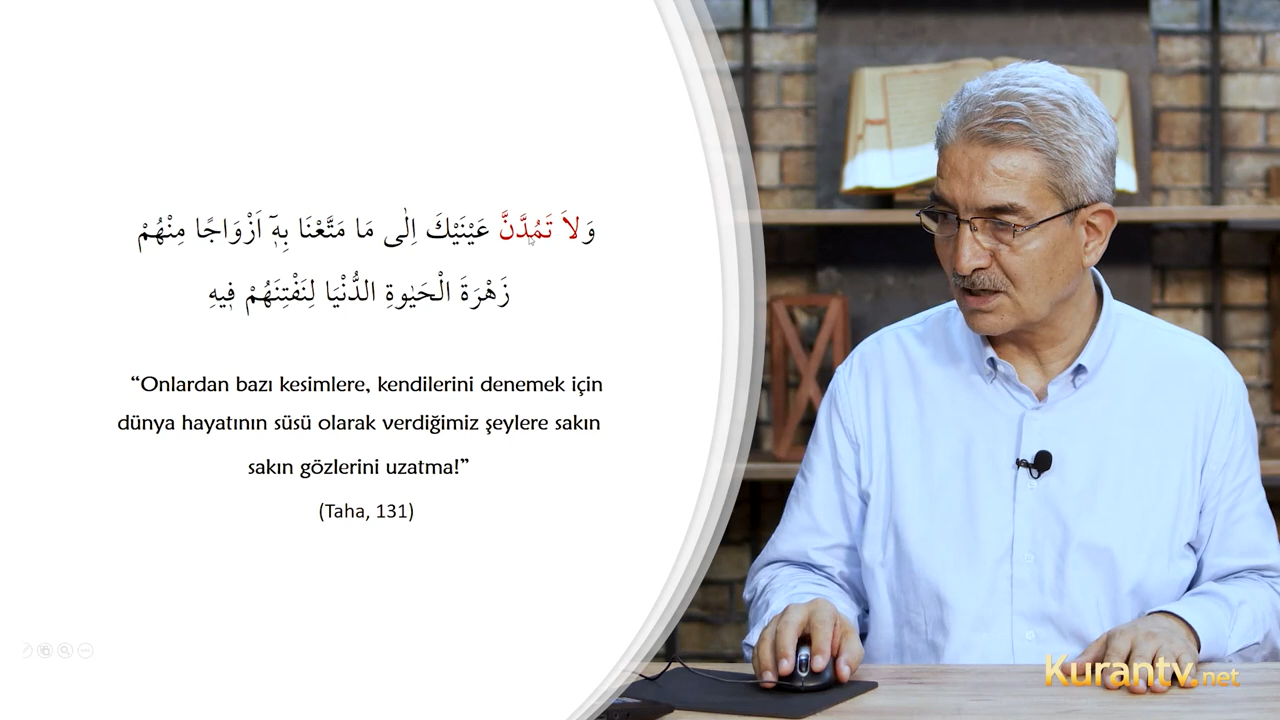 وَلاَ تَمُدَّنَّ عَيْنَيْكَ اِلٰى مَا مَتَّعْنَا بِهٖٓ اَزْوَاجًا مِنْهُمْ
زَهْرَةَ الْحَيٰوةِ الدُّنْيَا لِنَفْتِنَهُمْ فٖيهِ
“Onlardan bazı kesimlere, kendilerini denemek için
dünya hayatının süsü olarak verdiğimiz şeylere sakın
sakın gözlerini uzatma!”
(Taha, 131)
Kurantv.net